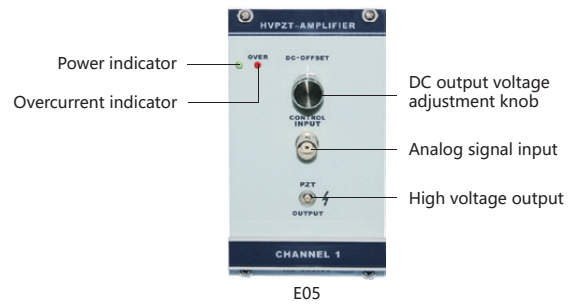 HVPZT-AMPLIFIER
OVER
DC-OFFSET
Power indicator
Overcurrent indicator
DC output voltage
adjustment knob
CONTROL
INPUT
Analog signal input
PZT
High voltage output
OUTPUT
CHANNEL 1
E05